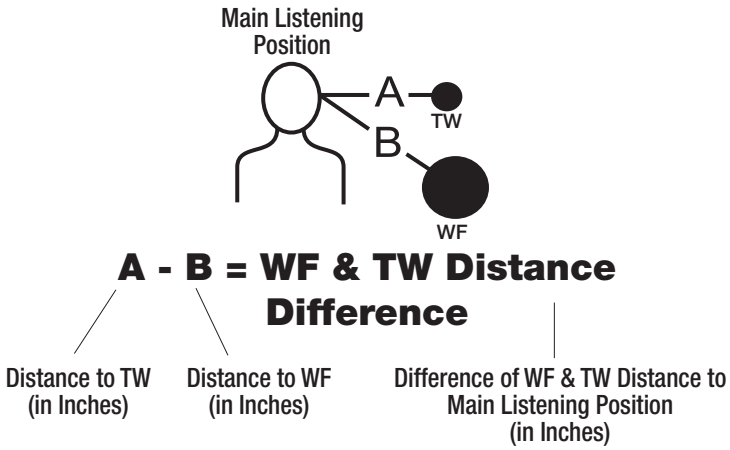 Main Listening
Position
A
TW
B
WF
A - B = WF & TW Distance
Difference
Distance to TW
(in Inches)
Distance to WF
(in Inches)
Difference of WF & TW Distance to
Main Listening Position
(in Inches)